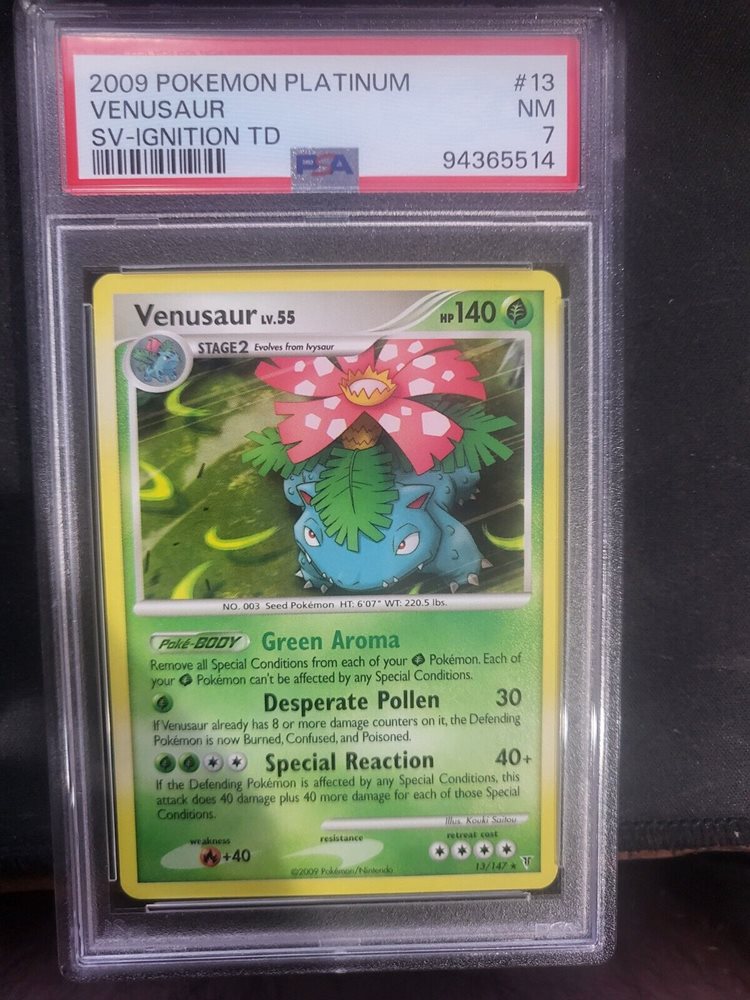 2009 POKEMON PLATINUM #13
VENUSAUR NM
SV-IGNITION TD 7
PSA 94365514
Venusaur LV.55 HP 140
STAGE2 Evolves from Ivysaur
NO. 003 Seed Pokémon HT: 6'07" WT: 220.5 lbs.
Poké-BODY Green Aroma
Remove all Special Conditions from each of your Pokémon. Each of
your Pokémon can't be affected by any Special Conditions.
Desperate Pollen 30
If Venusaur already has 8 or more damage counters on it, the Defending
Pokémon is now Burned, Confused, and Poisoned.
Special Reaction 40+
If the Defending Pokémon is affected by any Special Conditions, this
attack does 40 damage plus 40 more damage for each of those Special
Conditions.
Illus. Kouki Saitou
weakness resistance retreat cost
+40
©2009 Pokémon/Nintendo 13/147